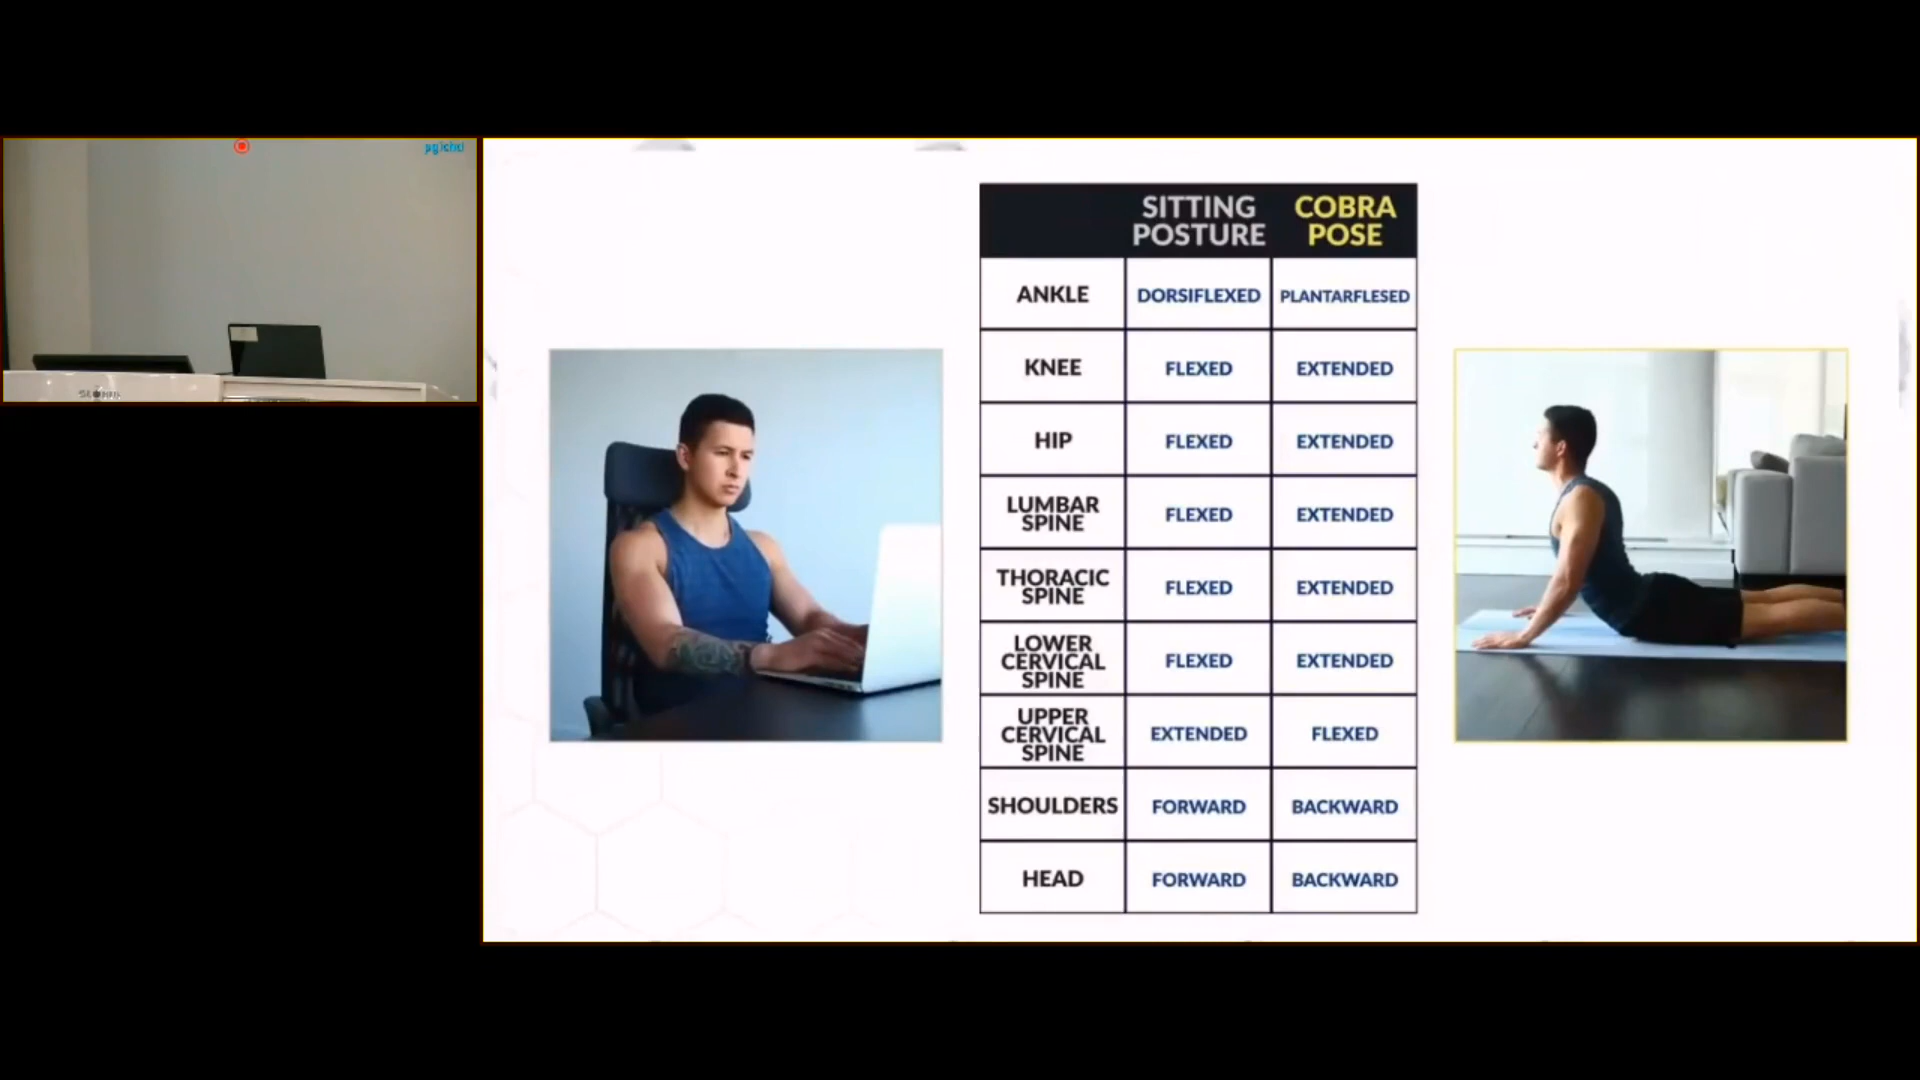 pgichd
SITTING
POSTURE
COBRA
POSE
ANKLE
DORSIFLEXED
PLANTARFLESED
KNEE
FLEXED
EXTENDED
HIP
FLEXED
EXTENDED
LUMBAR
SPINE
FLEXED
EXTENDED
THORACIC
SPINE
FLEXED
EXTENDED
LOWER
CERVICAL
SPINE
FLEXED
EXTENDED
UPPER
CERVICAL
SPINE
EXTENDED
FLEXED
SHOULDERS
FORWARD
BACKWARD
HEAD
FORWARD
BACKWARD